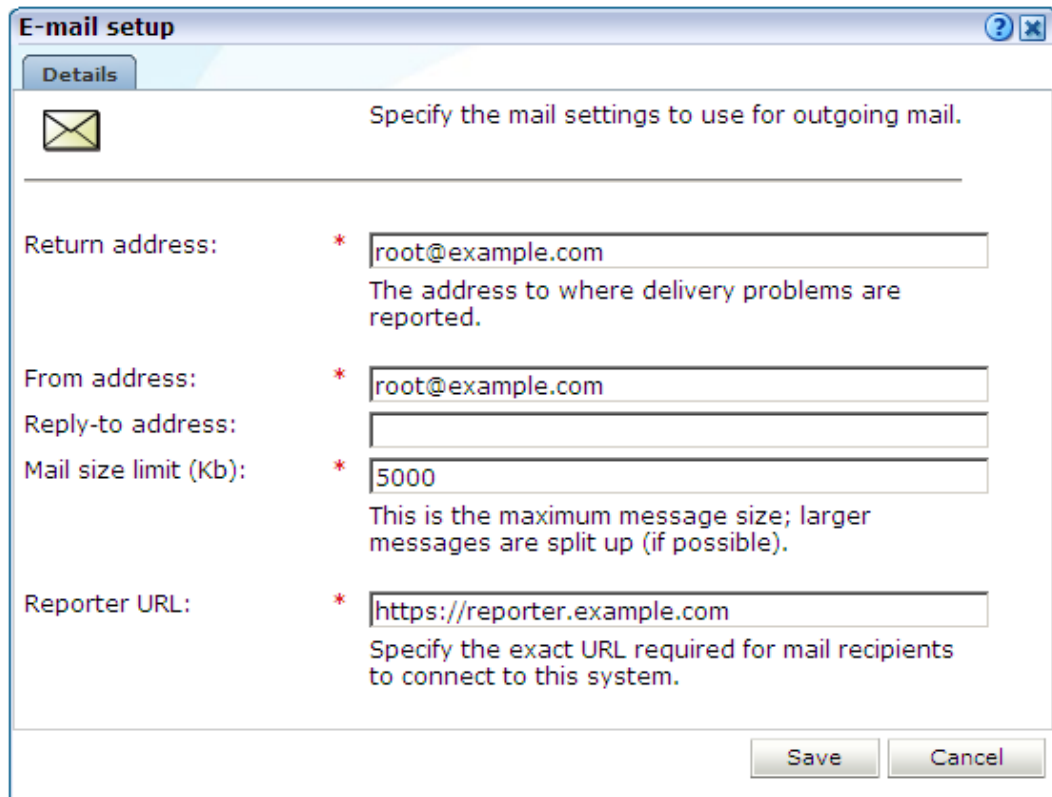 E-mail setup
Details
Specify the mail settings to use for outgoing mail.
Return address: * root@example.com
The address to where delivery problems are
reported.
From address: * root@example.com
Reply-to address:
Mail size limit (Kb): * 5000
This is the maximum message size; larger
messages are split up (if possible).
Reporter URL: * https://reporter.example.com
Specify the exact URL required for mail recipients
to connect to this system.
Save Cancel